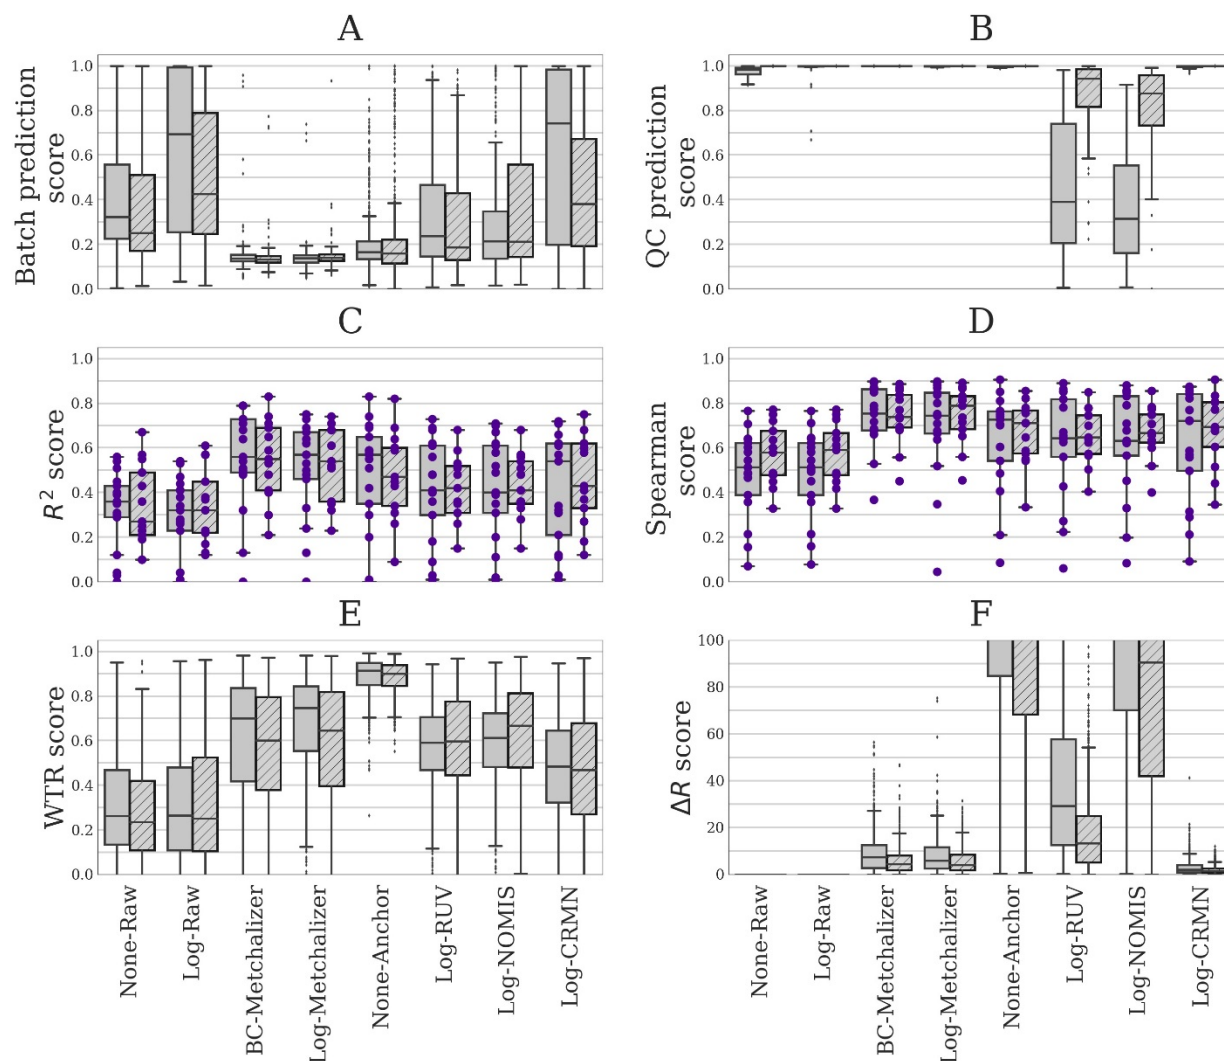 A
Batch prediction
score
1.0
0.8
0.6
0.4
0.2
0.0
B
QC prediction
score
1.0
0.8
0.6
0.4
0.2
0.0
C
R² score
1.0
0.8
0.6
0.4
0.2
0.0
D
Spearman
score
1.0
0.8
0.6
0.4
0.2
0.0
E
WTR score
1.0
0.8
0.6
0.4
0.2
0.0
None-Raw
Log-Raw
BC-Metchalizer
Log-Metchalizer
None-Anchor
Log-RUV
Log-NOMIS
Log-CRMN
F
ΔR score
100
80
60
40
20
0
None-Raw
Log-Raw
BC-Metchalizer
Log-Metchalizer
None-Anchor
Log-RUV
Log-NOMIS
Log-CRMN